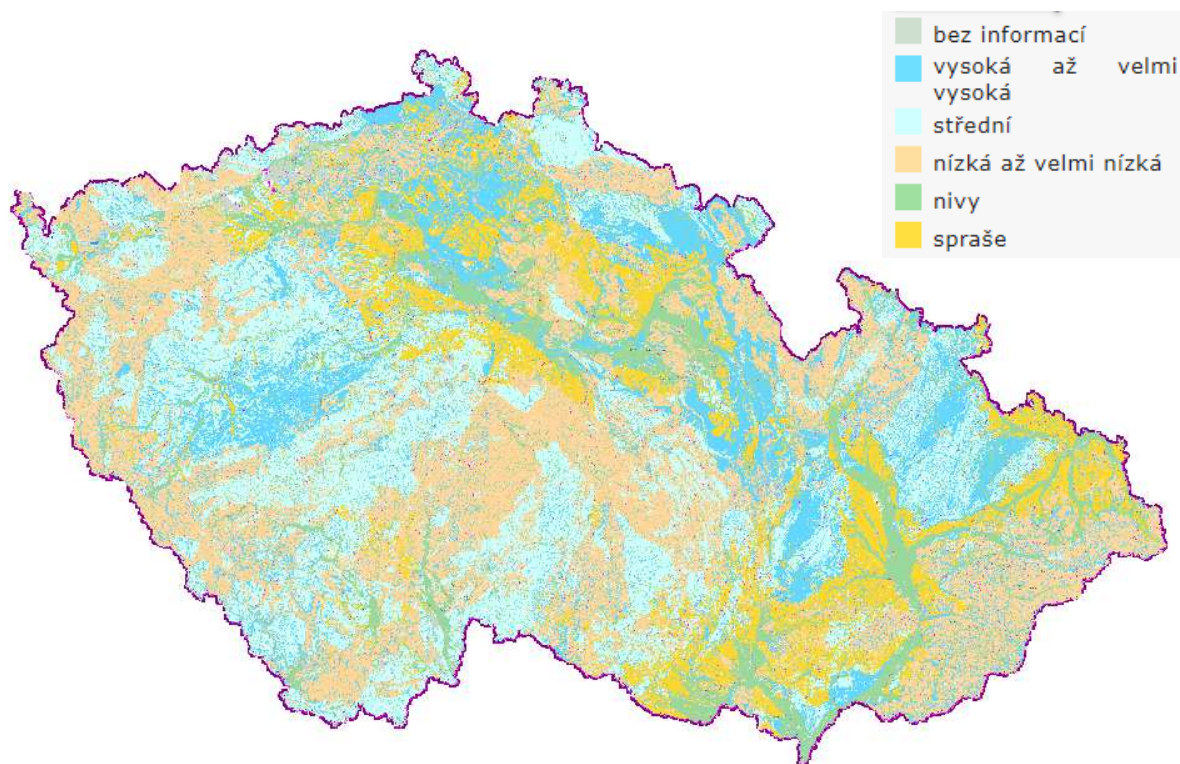 bez informací
vysoká až velmi
vysoká
střední
nízká až velmi nízká
nivy
spraše